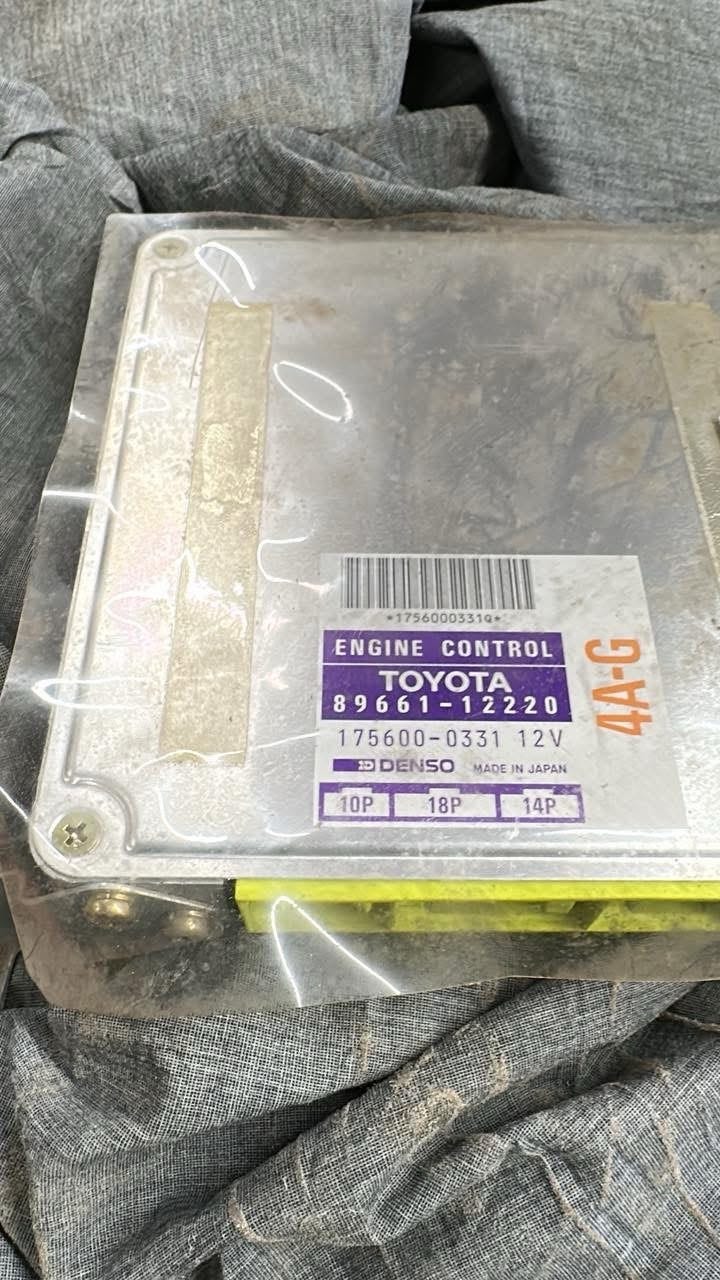 *1756000331Q*
ENGINE CONTROL
TOYOTA
89661-12220
175600-0331 12V
DENSO MADE IN JAPAN
10P 18P 14P
4A-G